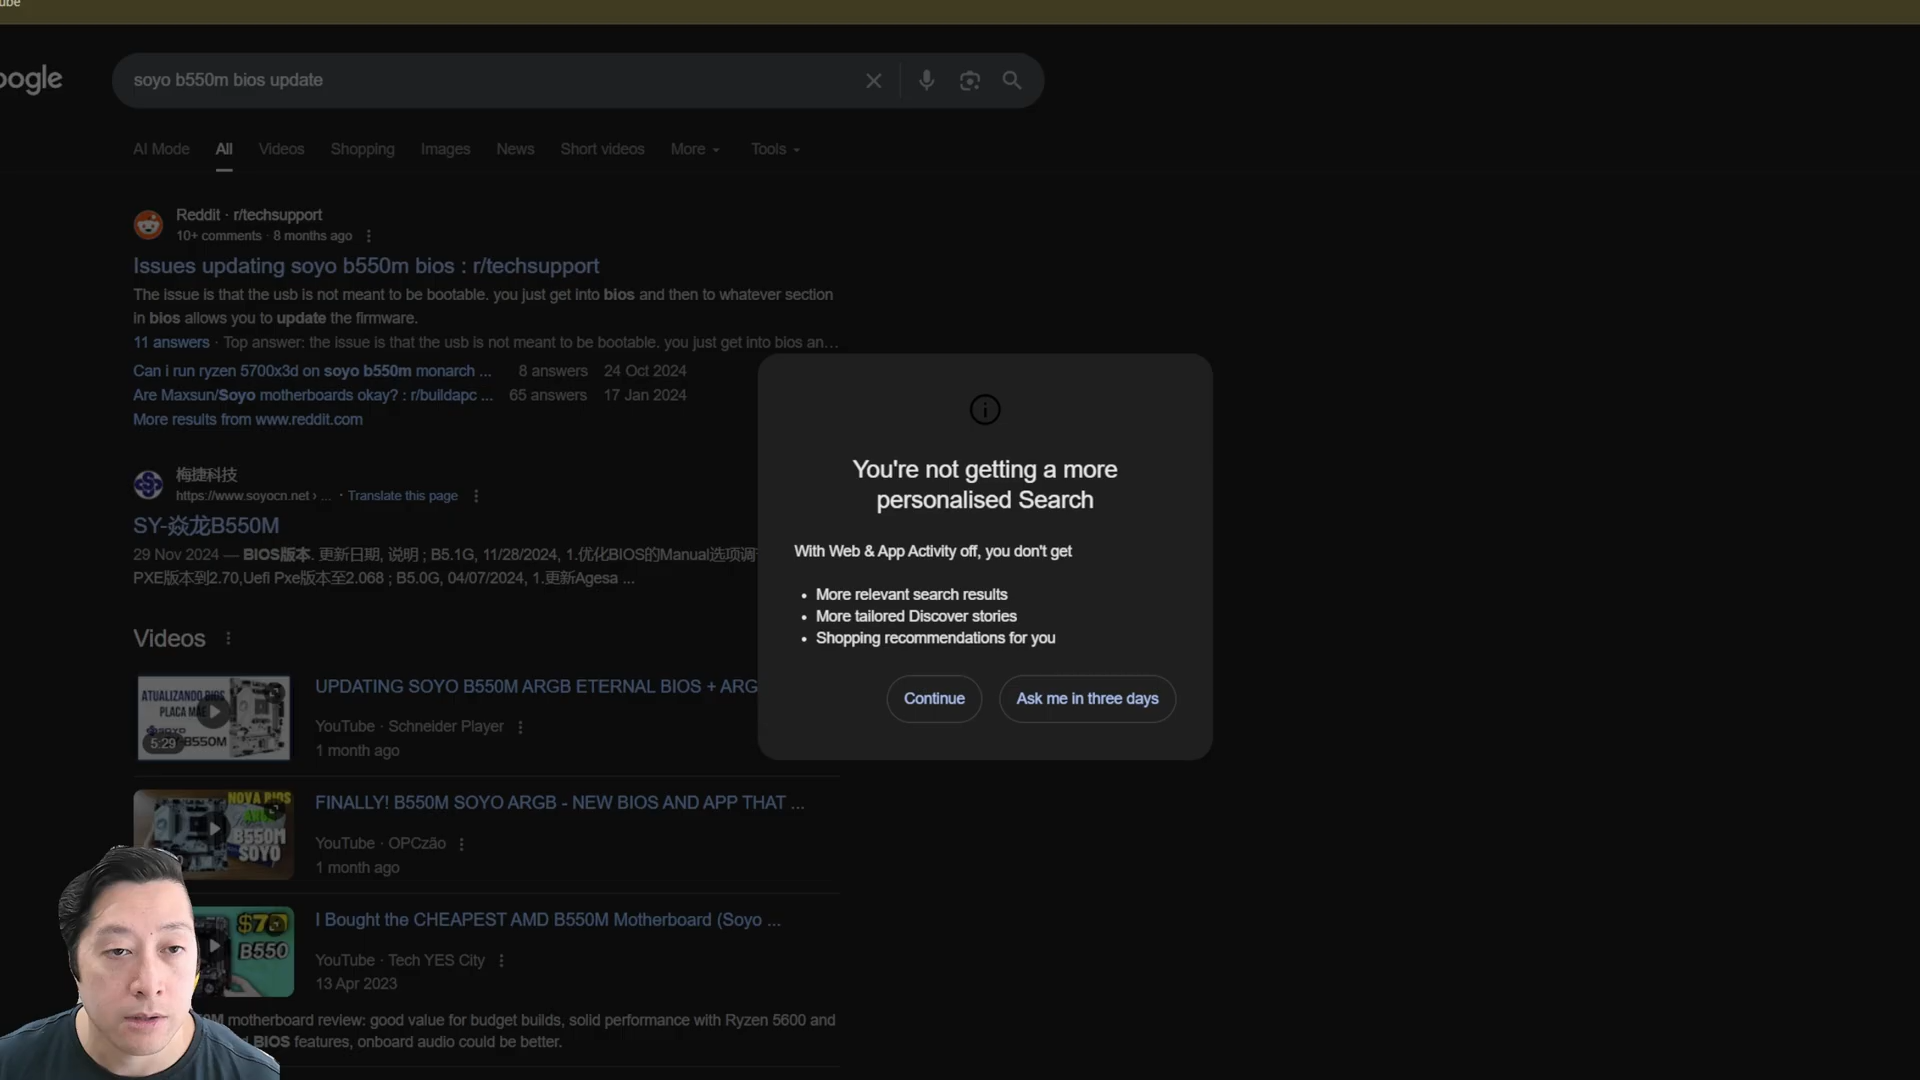 ube
oogle
soyo b550m bios update
AI Mode
All
Videos
Shopping
Images
News
Short videos
More
Tools
Reddit · r/techsupport
10+ comments · 8 months ago
Issues updating soyo b550m bios : r/techsupport
The issue is that the usb is not meant to be bootable. you just get into bios and then to whatever section
in bios allows you to update the firmware.
11 answers · Top answer: the issue is that the usb is not meant to be bootable. you just get into bios an...
Can i run ryzen 5700x3d on soyo b550m monarch ... 8 answers 24 Oct 2024
Are Maxsun/Soyo motherboards okay? : r/buildapc ... 65 answers 17 Jan 2024
More results from www.reddit.com
梅捷科技
https://www.soyocn.net › ... · Translate this page
SY-焱龙B550M
29 Nov 2024 — BIOS版本. 更新日期, 说明 ; B5.1G, 11/28/2024, 1.优化BIOS的Manual选项调
PXE版本到2.70,Uefi Pxe版本至2.068 ; B5.0G, 04/07/2024, 1.更新Agesa ...
Videos
ATUALIZANDO BIOS
PLACA MÃE
SOYO
B550M
5:29
UPDATING SOYO B550M ARGB ETERNAL BIOS + ARG
YouTube · Schneider Player
1 month ago
NOVA BIOS
B550M
SOYO
FINALLY! B550M SOYO ARGB - NEW BIOS AND APP THAT ...
YouTube · OPCzão
1 month ago
$70
B550
I Bought the CHEAPEST AMD B550M Motherboard (Soyo ...
YouTube · Tech YES City
13 Apr 2023
M motherboard review: good value for budget builds, solid performance with Ryzen 5600 and
BIOS features, onboard audio could be better.
You're not getting a more
personalised Search
With Web & App Activity off, you don't get
• More relevant search results
• More tailored Discover stories
• Shopping recommendations for you
Continue
Ask me in three days